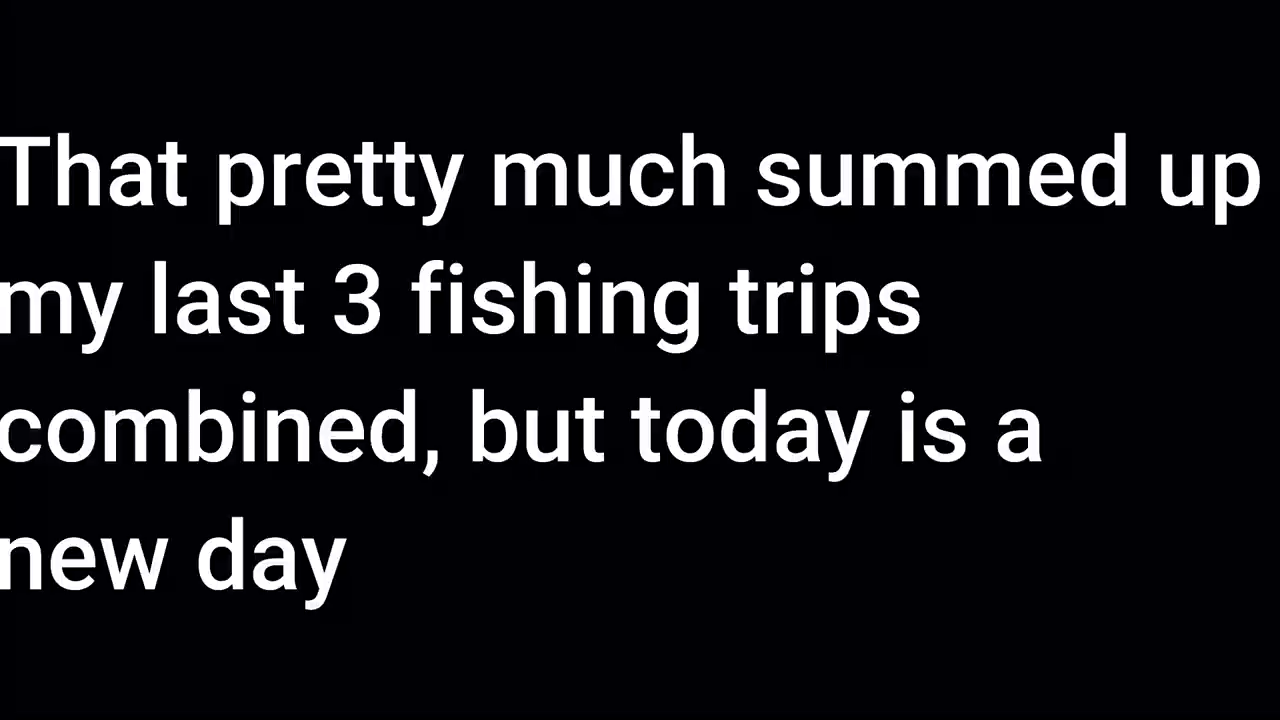 That pretty much summed up
my last 3 fishing trips
combined, but today is a
new day